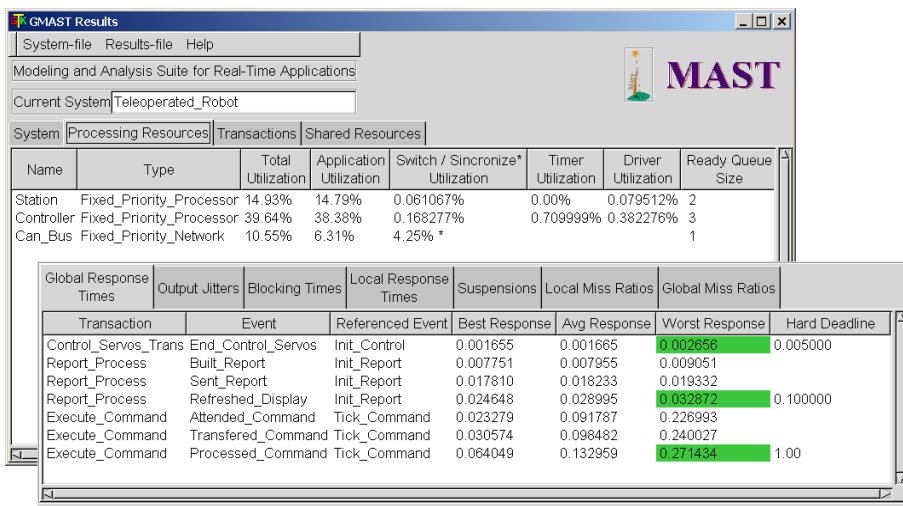 GMAST Results
System-file Results-file Help
Modeling and Analysis Suite for Real-Time Applications
MAST
Current System Teleoperated_Robot
System Processing Resources Transactions Shared Resources
Name Type Total Utilization Application Utilization Switch / Sincronize* Utilization Timer Utilization Driver Utilization Ready Queue Size
Station Fixed_Priority_Processor 14.93% 14.79% 0.061067% 0.00% 0.079512% 2
Controller Fixed_Priority_Processor 39.64% 38.38% 0.168277% 0.709999% 0.382276% 3
Can_Bus Fixed_Priority_Network 10.55% 6.31% 4.25% * 1
Global Response Times Output Jitters Blocking Times Local Response Times Suspensions Local Miss Ratios Global Miss Ratios
Transaction Event Referenced Event Best Response Avg Response Worst Response Hard Deadline
Control_Servos_Trans End_Control_Servos Init_Control 0.001655 0.001665 0.002656 0.005000
Report_Process Built_Report Init_Report 0.007751 0.007955 0.009051
Report_Process Sent_Report Init_Report 0.017810 0.018233 0.019332
Report_Process Refreshed_Display Init_Report 0.024648 0.028995 0.032872 0.100000
Execute_Command Attended_Command Tick_Command 0.023279 0.091787 0.226993
Execute_Command Transfered_Command Tick_Command 0.030574 0.098482 0.240027
Execute_Command Processed_Command Tick_Command 0.064049 0.132959 0.271434 1.00